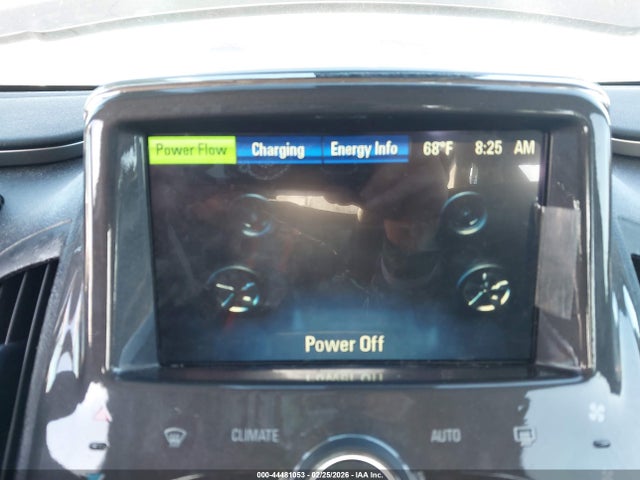 Power Flow Charging Energy Info 68°F 8:25 AM
Power Off
CLIMATE AUTO
000-44481053 - 02/25/2026 - IAA Inc.